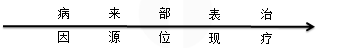 病 来 部 表 治
因 源 位 现 疗